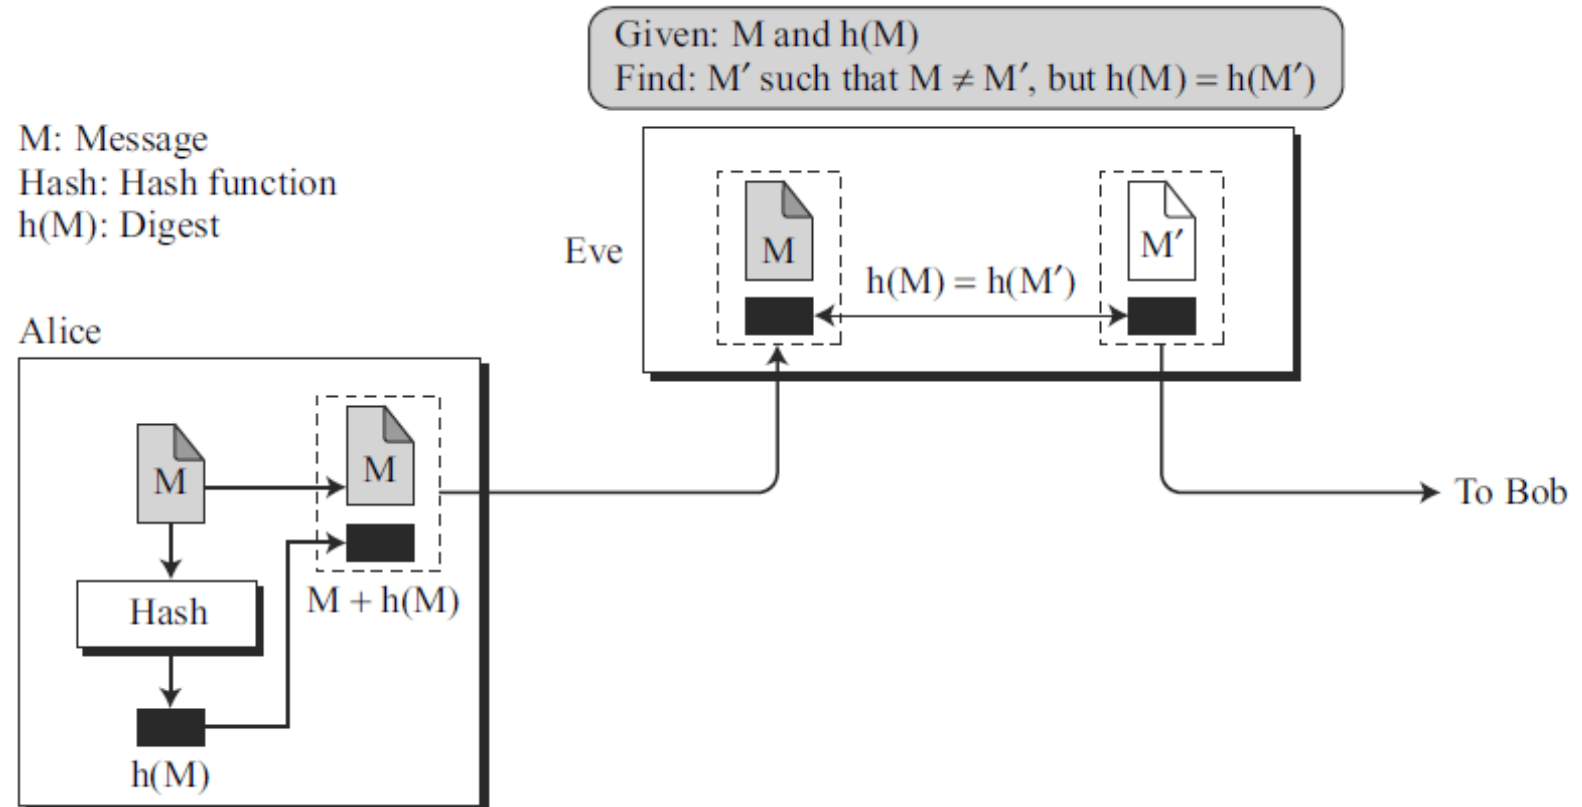 Given: M and h(M)
Find: M′ such that M ≠ M′, but h(M) = h(M′)
M: Message
Hash: Hash function
h(M): Digest
Eve
M
M′
h(M) = h(M′)
Alice
M
M
Hash
M + h(M)
h(M)
To Bob